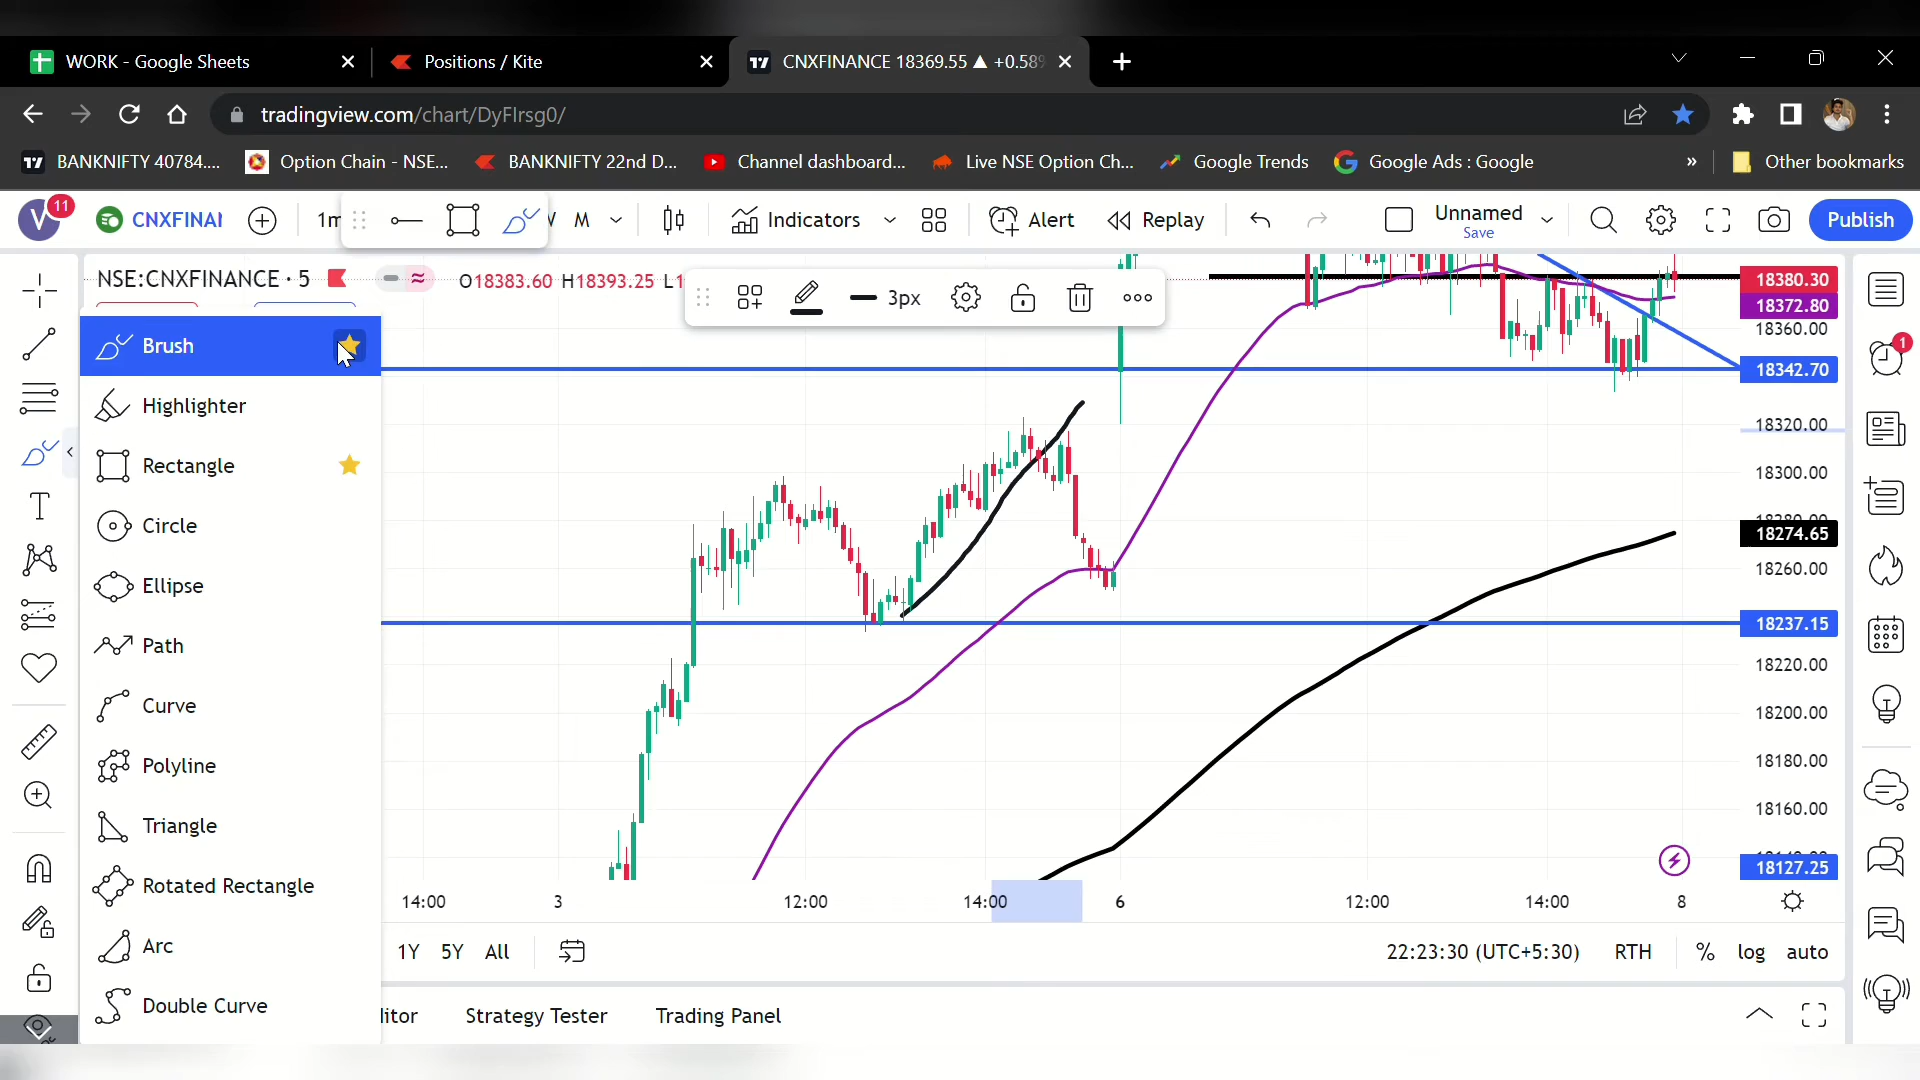 WORK - Google Sheets
Positions / Kite
CNXFINANCE 18369.55 ▲ +0.58%
tradingview.com/chart/DyFIrsg0/
BANKNIFTY 40784....
Option Chain - NSE...
BANKNIFTY 22nd D...
Channel dashboard...
Live NSE Option Ch...
Google Trends
Google Ads : Google
»
Other bookmarks
V
11
CNXFINAI
1m
M
Indicators
Alert
Replay
Unnamed
Save
Publish
NSE:CNXFINANCE · 5
O18383.60 H18393.25 L1
3px
Brush
Highlighter
Rectangle
Circle
Ellipse
Path
Curve
Polyline
Triangle
Rotated Rectangle
Arc
Double Curve
18380.30
18372.80
18360.00
18342.70
18320.00
18300.00
18274.65
18260.00
18237.15
18220.00
18200.00
18180.00
18160.00
18127.25
1
14:00
3
12:00
14:00
6
12:00
14:00
8
1Y
5Y
All
22:23:30 (UTC+5:30)
RTH
%
log
auto
itor
Strategy Tester
Trading Panel